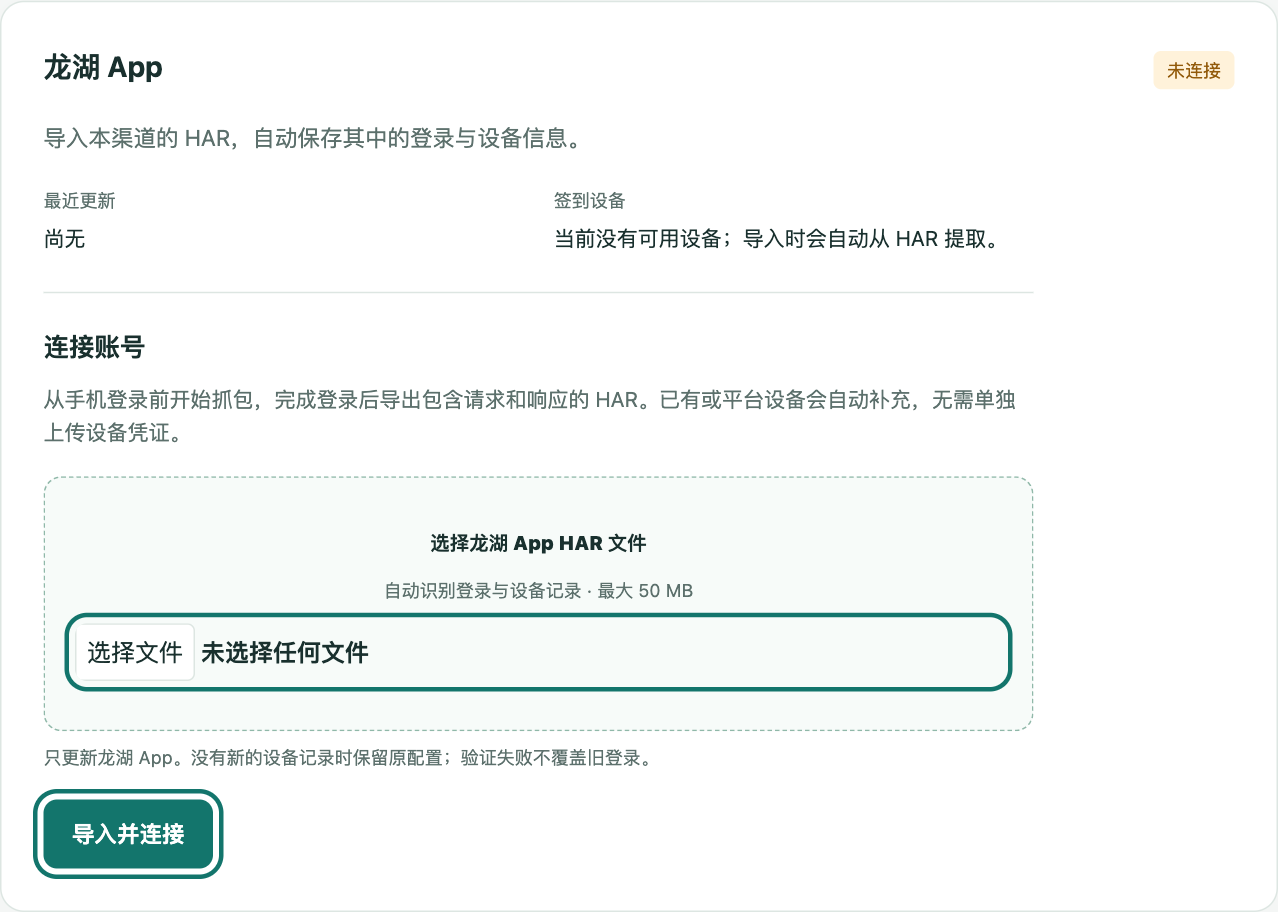 龙湖 App
未连接
导入本渠道的 HAR，自动保存其中的登录与设备信息。
最近更新
签到设备
尚无
当前没有可用设备；导入时会自动从 HAR 提取。
连接账号
从手机登录前开始抓包，完成登录后导出包含请求和响应的 HAR。已有或平台设备会自动补充，无需单独
上传设备凭证。
选择龙湖 App HAR 文件
自动识别登录与设备记录 · 最大 50 MB
选择文件 未选择任何文件
只更新龙湖 App。没有新的设备记录时保留原配置；验证失败不覆盖旧登录。
导入并连接